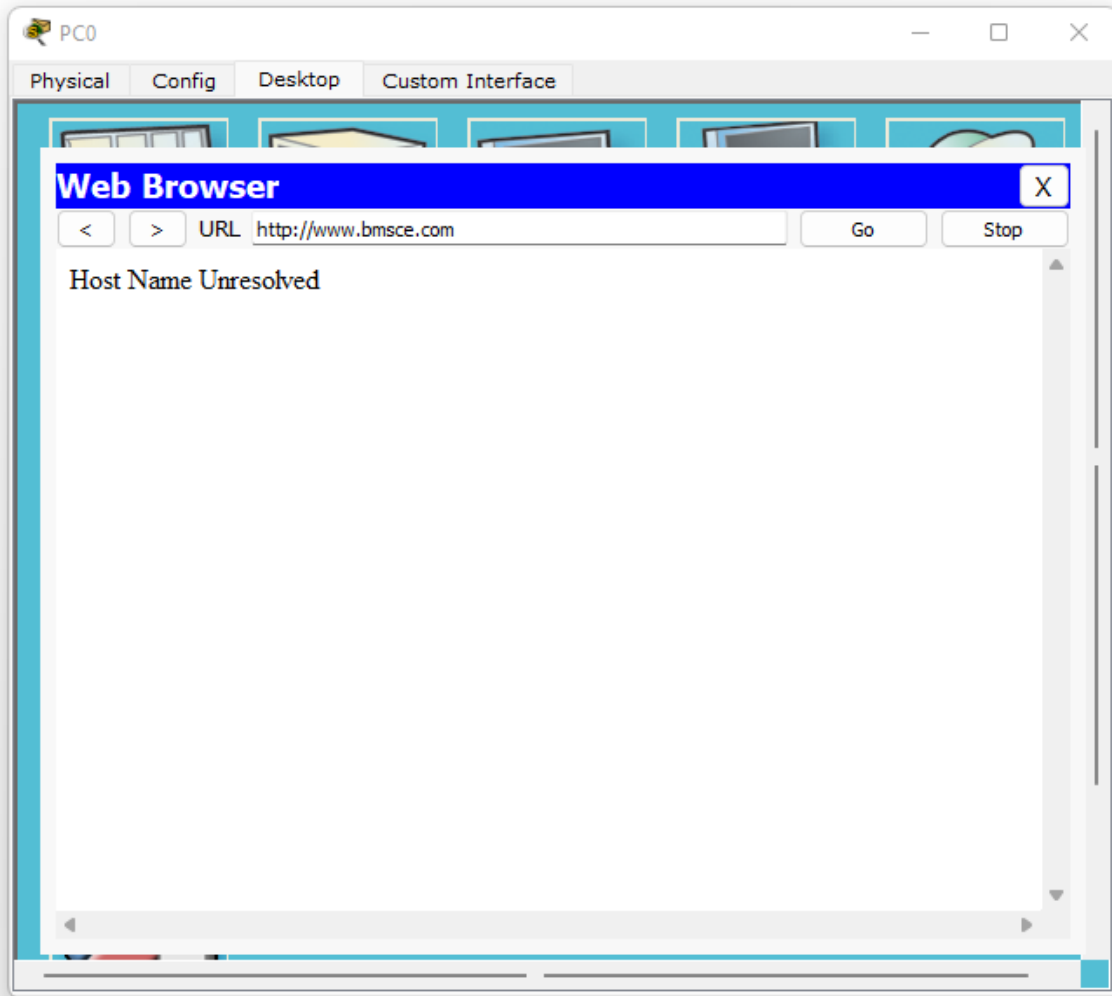 PC0
Physical Config Desktop Custom Interface
Web Browser X
< > URL http://www.bmsce.com Go Stop
Host Name Unresolved